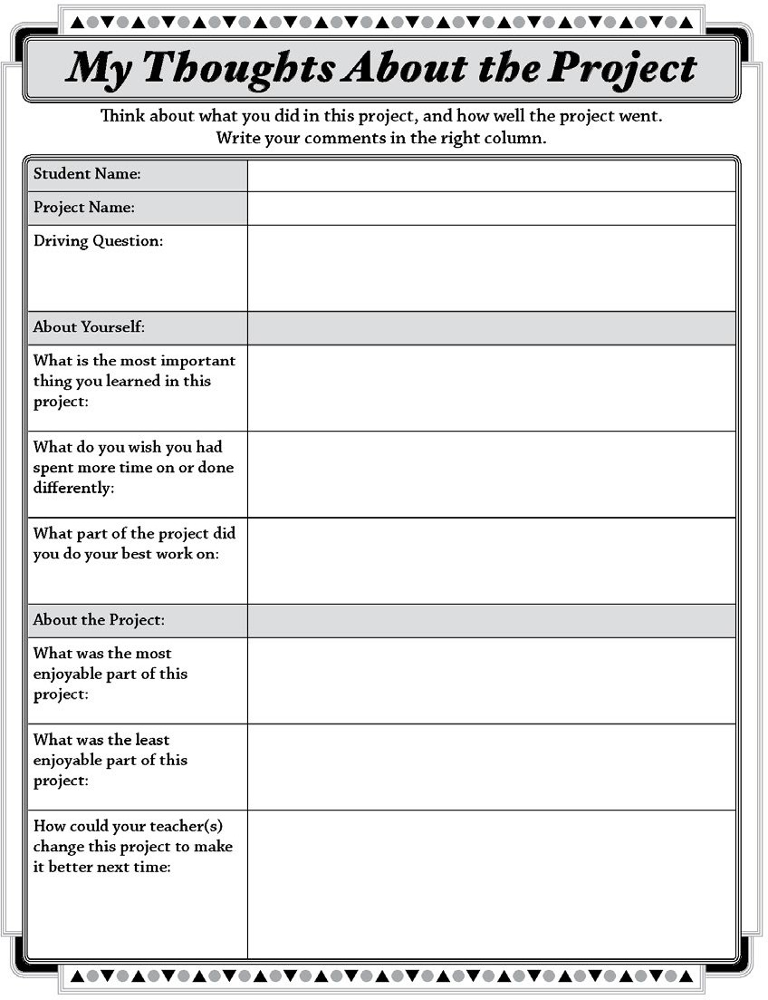 My Thoughts About the Project
Think about what you did in this project, and how well the project went.
Write your comments in the right column.
Student Name:
Project Name:
Driving Question:
About Yourself:
What is the most important
thing you learned in this
project:
What do you wish you had
spent more time on or done
differently:
What part of the project did
you do your best work on:
About the Project:
What was the most
enjoyable part of this
project:
What was the least
enjoyable part of this
project:
How could your teacher(s)
change this project to make
it better next time: